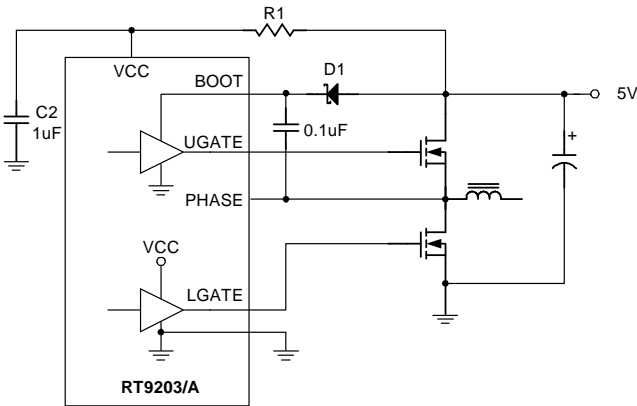 R1
VCC
D1
BOOT
5V
C2
1uF
0.1uF
+
UGATE
PHASE
VCC
LGATE
RT9203/A